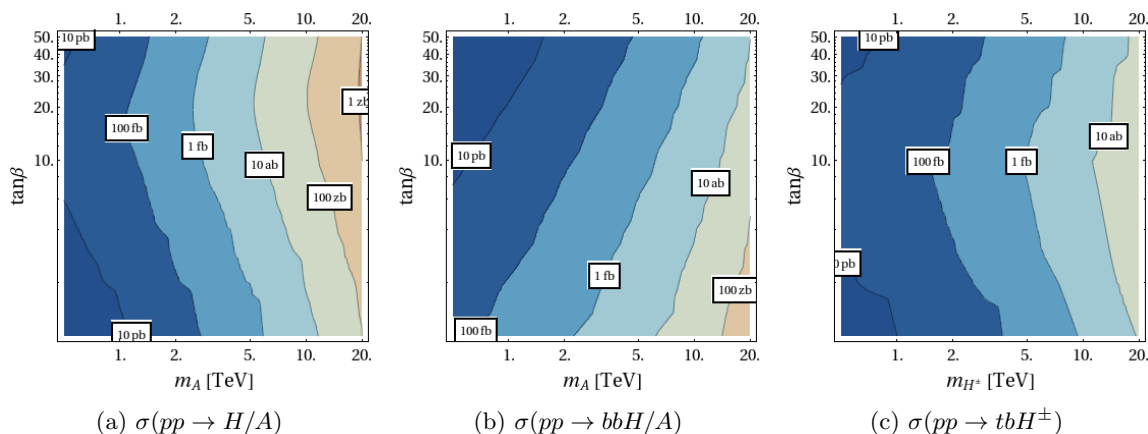 1. 2. 5. 10. 20.
50.
40.
30.
20.
10.
tanβ
10 pb
100 fb
1 fb
10 ab
100 zb
1 zb
10 pb
1. 2. 5. 10. 20.
m_A [TeV]
(a) σ(pp → H/A)
1. 2. 5. 10. 20.
50.
40.
30.
20.
10.
tanβ
10 pb
10 ab
1 fb
100 zb
100 fb
1. 2. 5. 10. 20.
m_A [TeV]
(b) σ(pp → bbH/A)
1. 2. 5. 10. 20.
50.
40.
30.
20.
10.
tanβ
10 pb
10 ab
100 fb
1 fb
0 pb
1. 2. 5. 10. 20.
m_{H^±} [TeV]
(c) σ(pp → tbH^±)